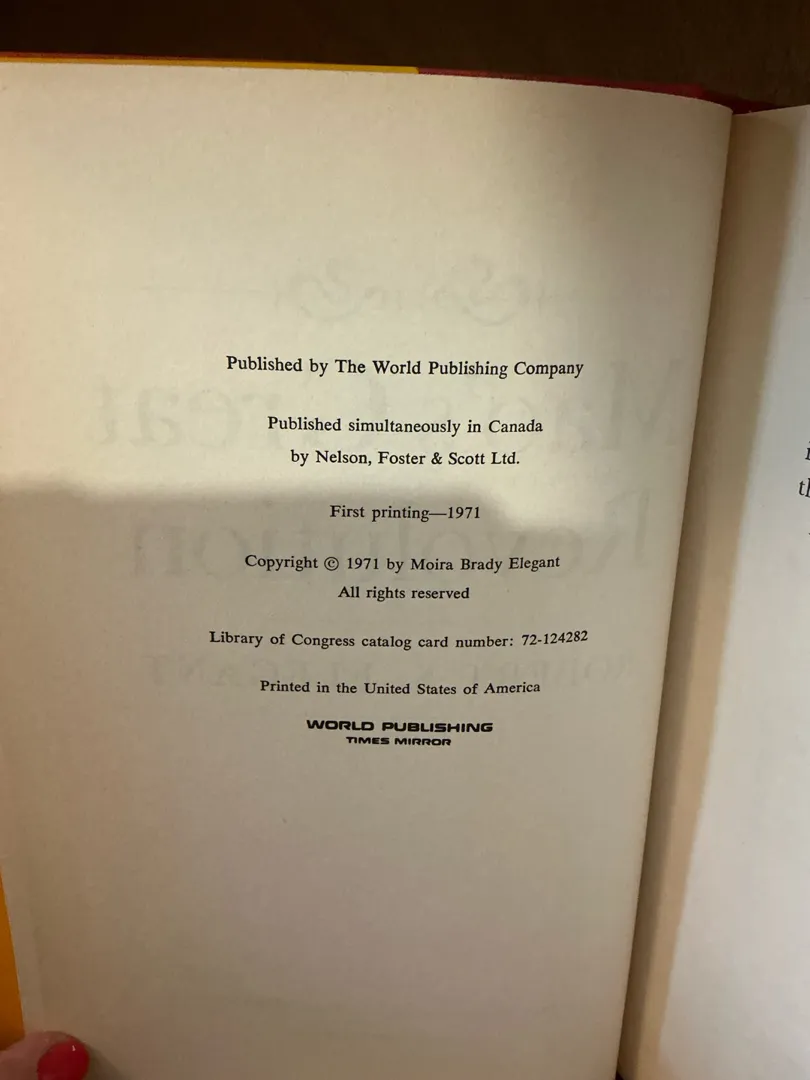 Published by The World Publishing Company
Published simultaneously in Canada
by Nelson, Foster & Scott Ltd.
First printing—1971
Copyright © 1971 by Moira Brady Elegant
All rights reserved
Library of Congress catalog card number: 72-124282
Printed in the United States of America
WORLD PUBLISHING
TIMES MIRROR